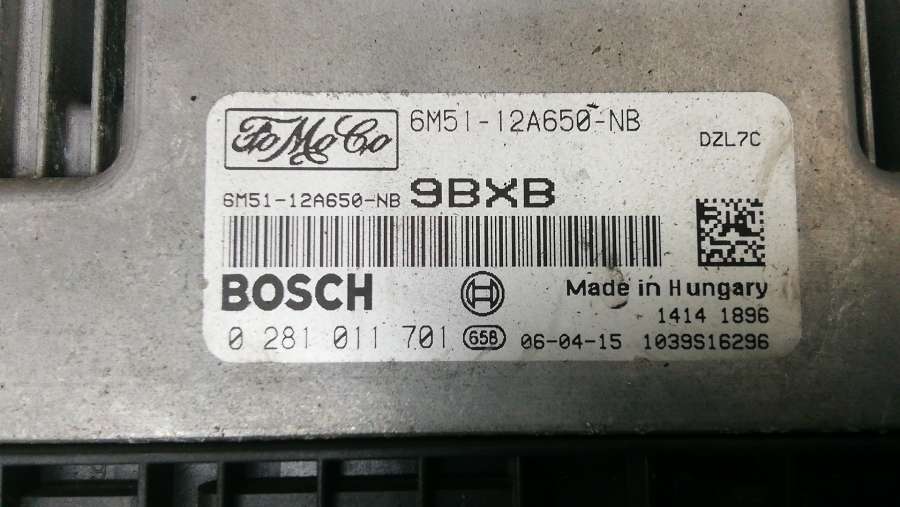 FoMoCo
6M51-12A650-NB
DZL7C
6M51-12A650-NB 9BXB
BOSCH
Made in Hungary
1414 1896
0 281 011 701 658 06-04-15 1039S16296